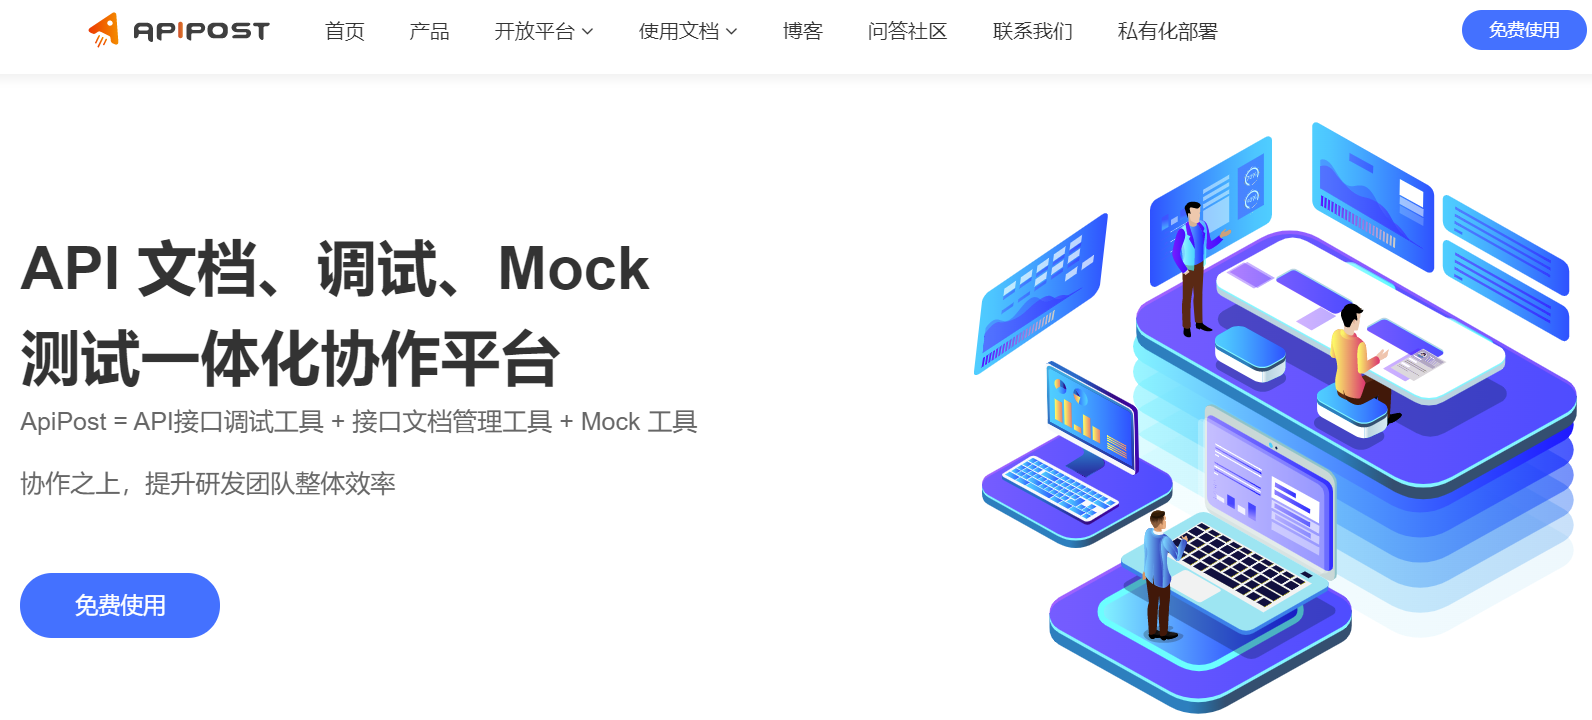 APIPOST
首页 产品 开放平台 使用文档 博客 问答社区 联系我们 私有化部署 免费使用
API 文档、调试、Mock
测试一体化协作平台
ApiPost = API接口调试工具 + 接口文档管理工具 + Mock 工具
协作之上，提升研发团队整体效率
免费使用